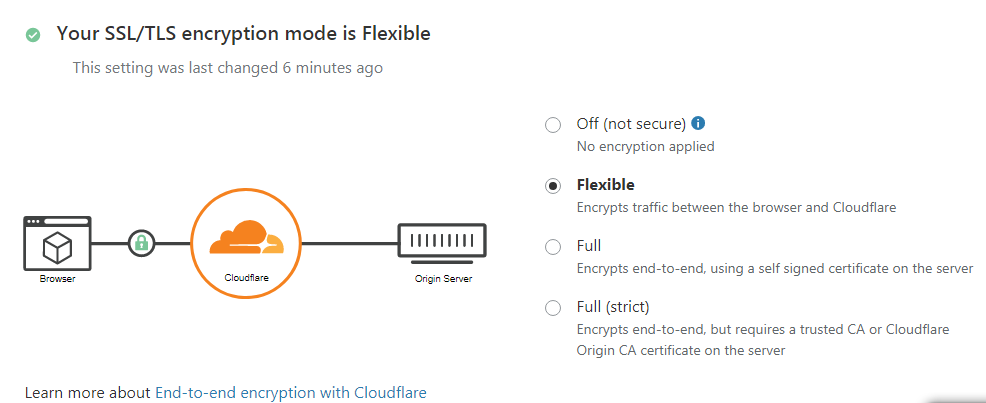 Your SSL/TLS encryption mode is Flexible
This setting was last changed 6 minutes ago
Off (not secure)
No encryption applied
Flexible
Encrypts traffic between the browser and Cloudflare
Full
Encrypts end-to-end, using a self signed certificate on the server
Full (strict)
Encrypts end-to-end, but requires a trusted CA or Cloudflare
Origin CA certificate on the server
Browser
Cloudflare
Origin Server
Learn more about End-to-end encryption with Cloudflare